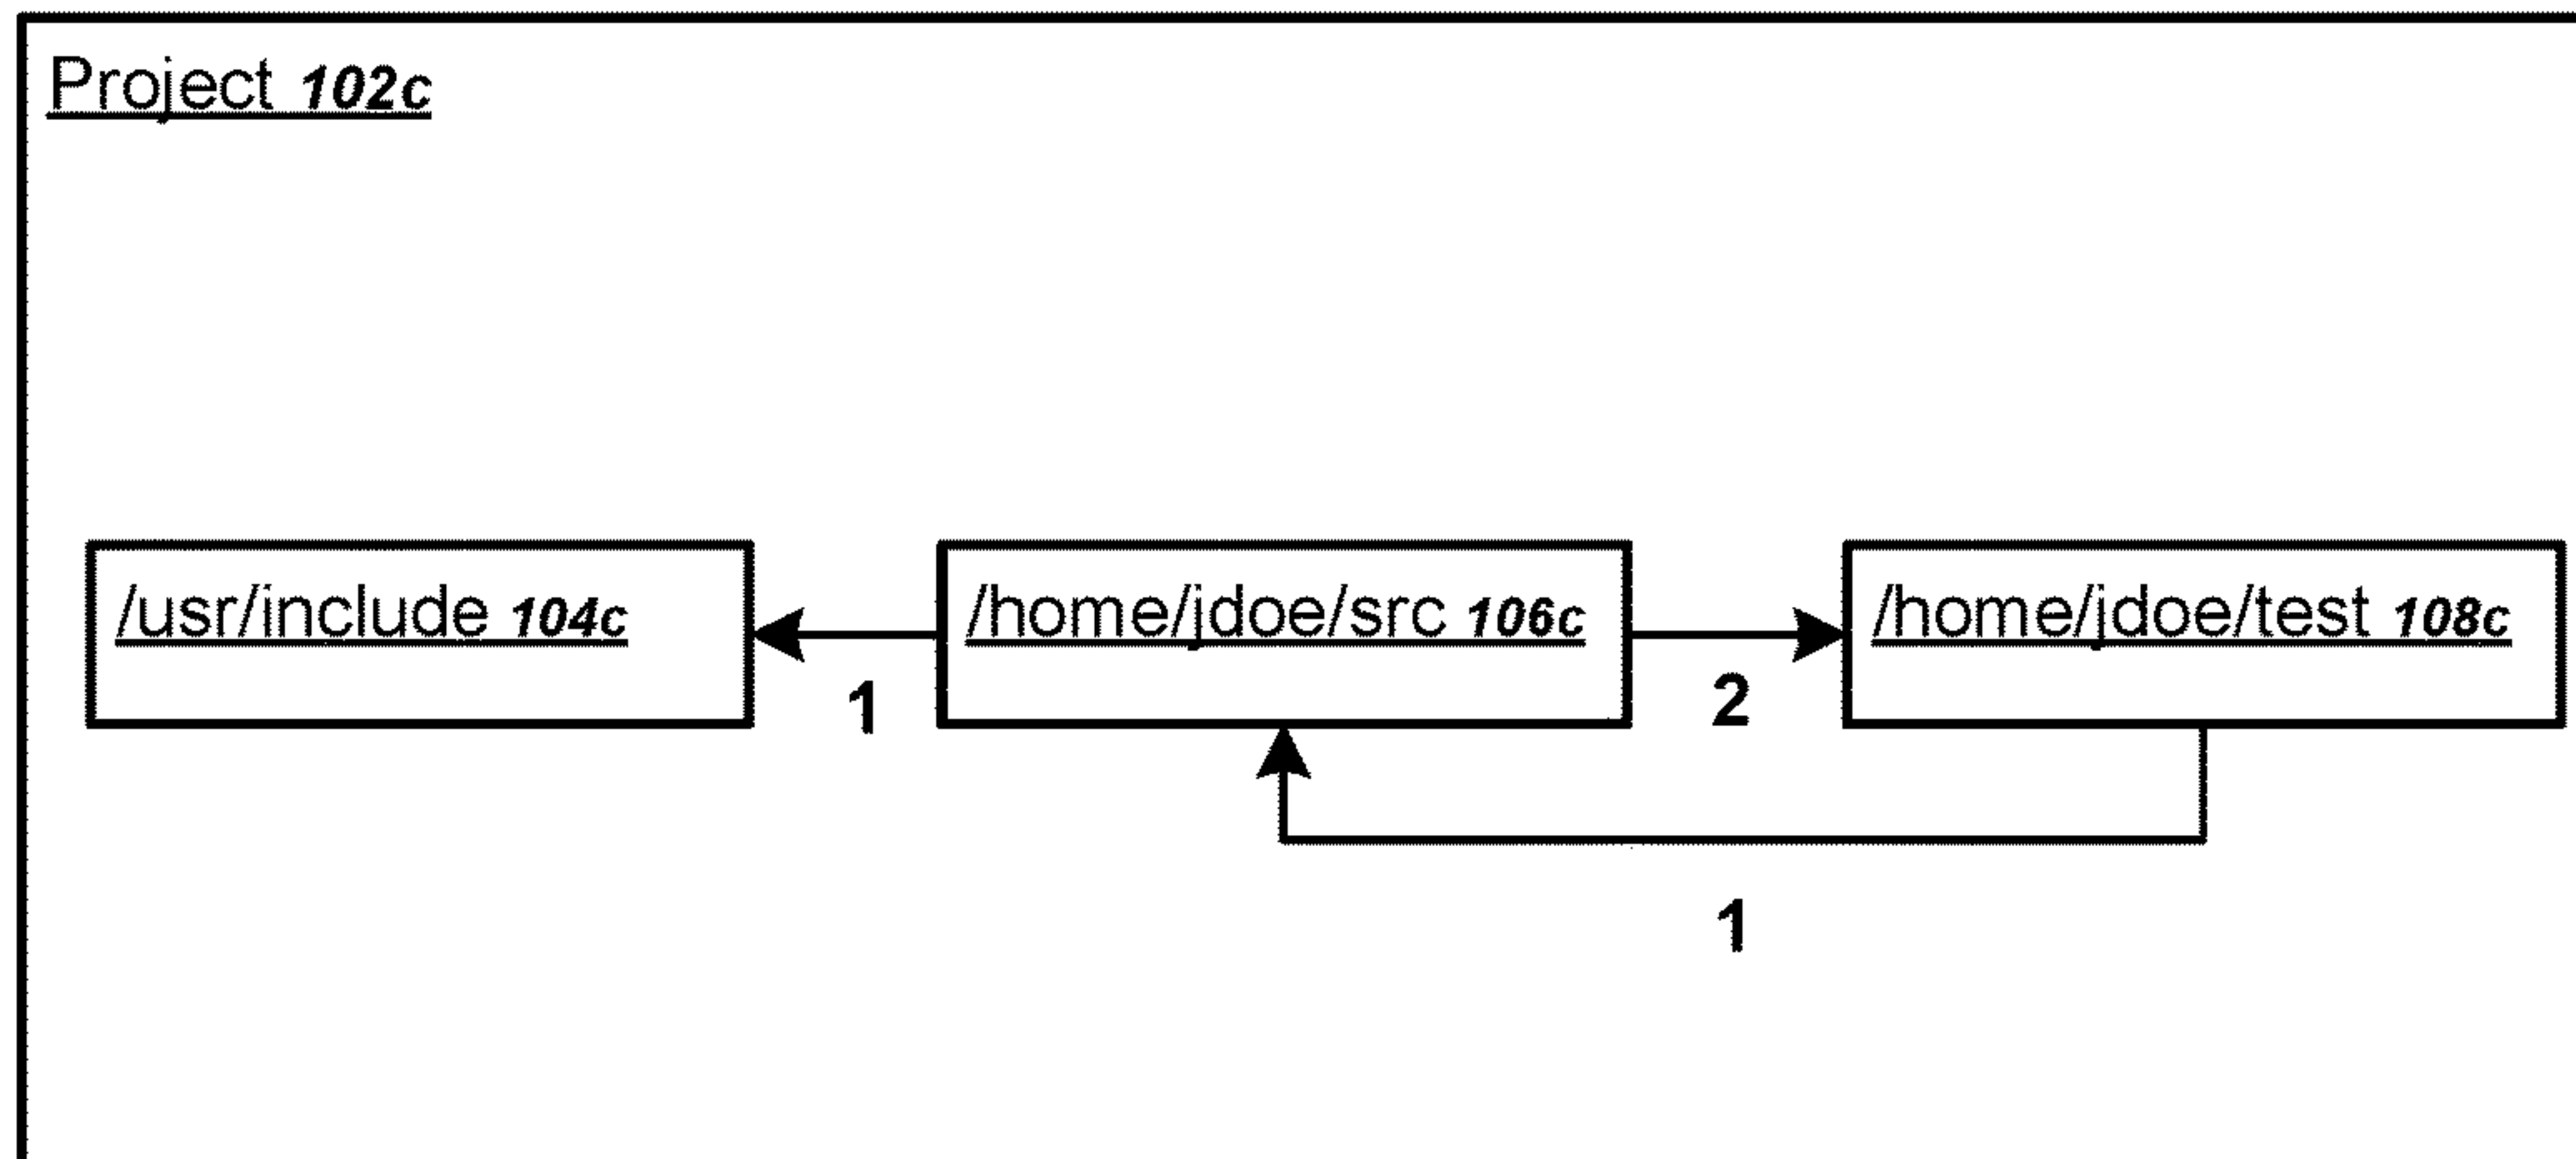 Project 102c
/usr/include 104c
/home/jdoe/src 106c
/home/jdoe/test 108c
1
2
1